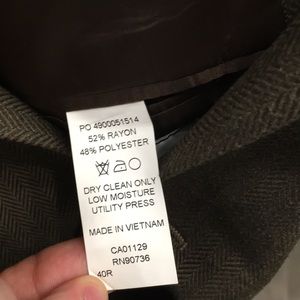 PO 4900051514
52% RAYON
48% POLYESTER
DRY CLEAN ONLY
LOW MOISTURE
UTILITY PRESS
MADE IN VIETNAM
CA01129
RN90736
40R